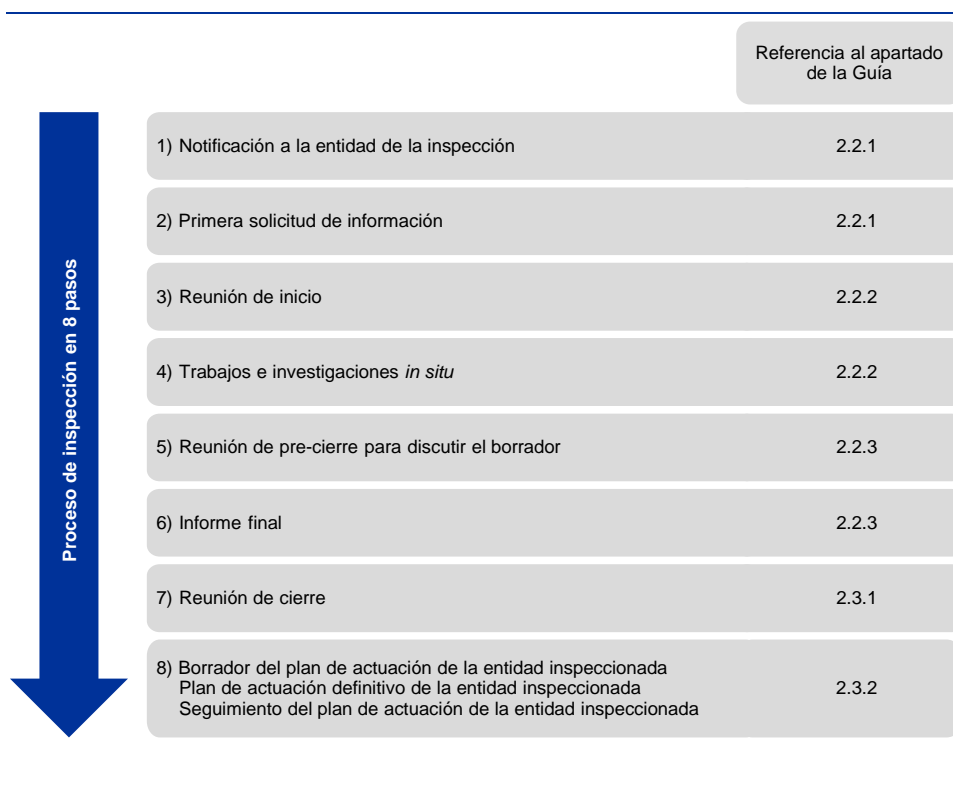 Referencia al apartado
de la Guía
Proceso de inspección en 8 pasos
1) Notificación a la entidad de la inspección 2.2.1
2) Primera solicitud de información 2.2.1
3) Reunión de inicio 2.2.2
4) Trabajos e investigaciones in situ 2.2.2
5) Reunión de pre-cierre para discutir el borrador 2.2.3
6) Informe final 2.2.3
7) Reunión de cierre 2.3.1
8) Borrador del plan de actuación de la entidad inspeccionada
Plan de actuación definitivo de la entidad inspeccionada 2.3.2
Seguimiento del plan de actuación de la entidad inspeccionada